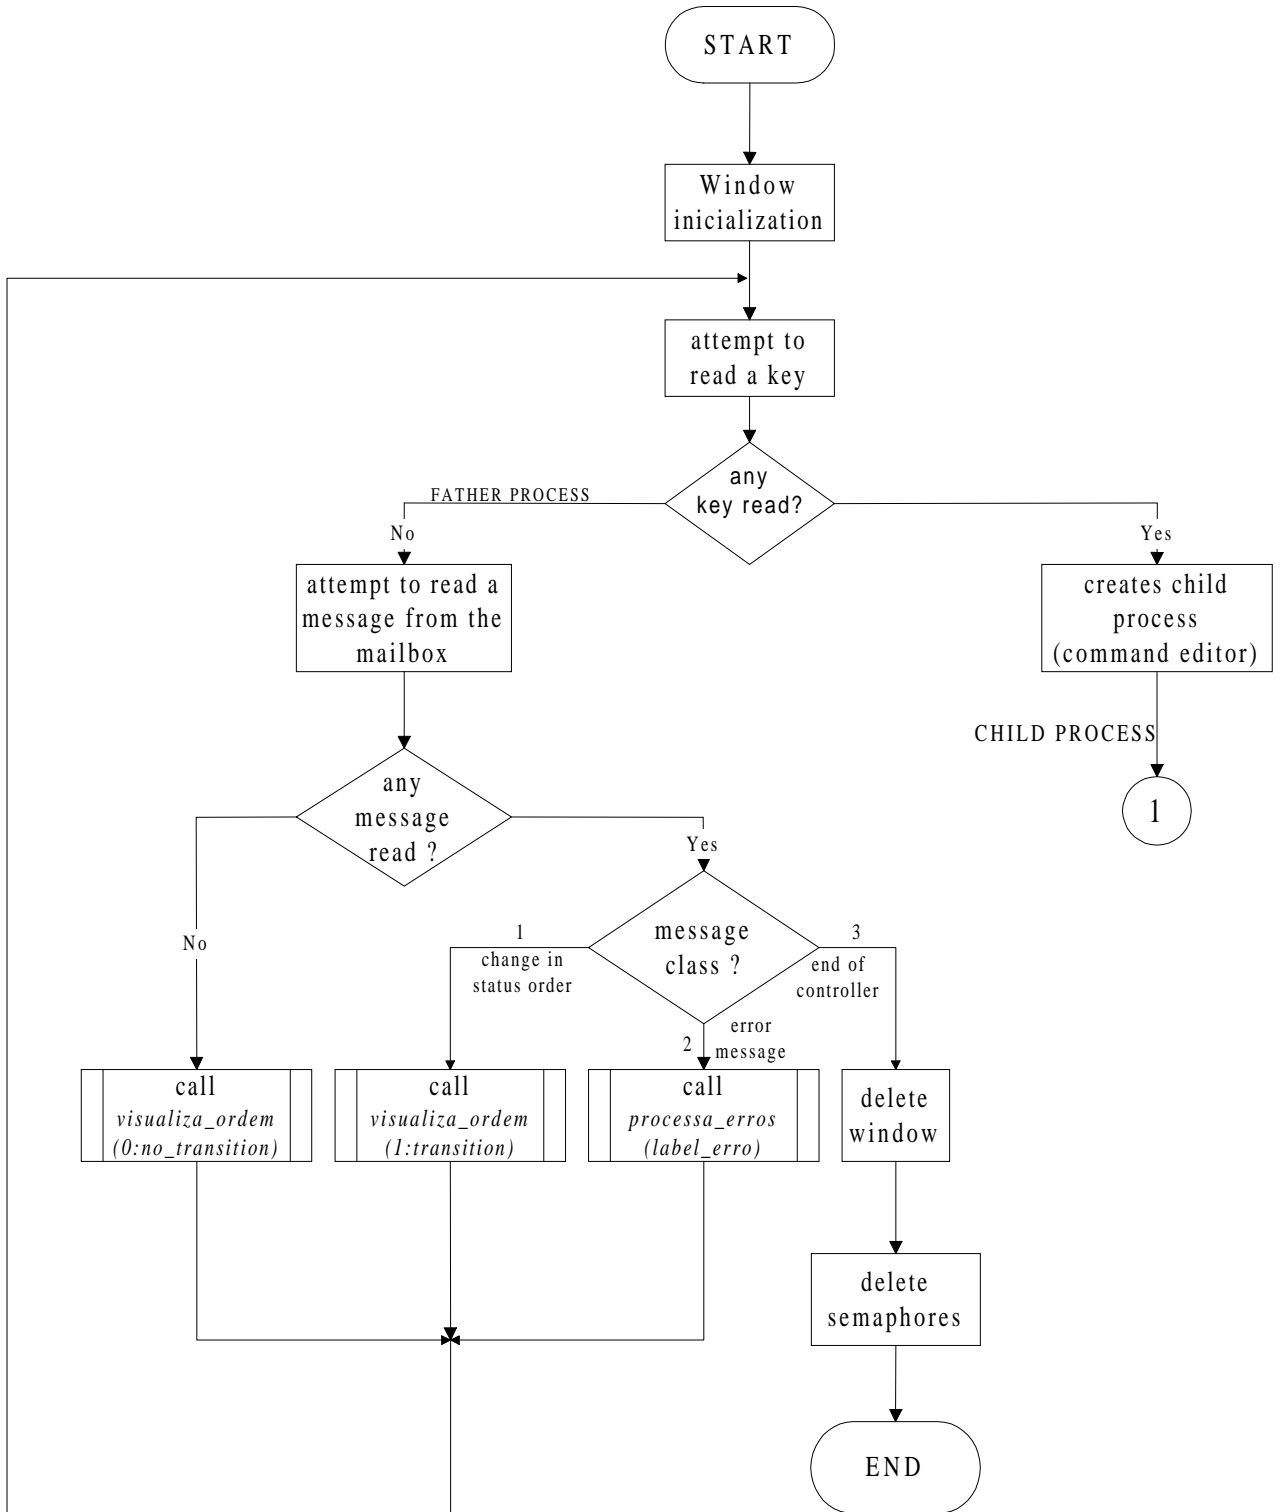 START
Window
inicialization
attempt to
read a key
any
key read?
FATHER PROCESS
No
Yes
attempt to read a
message from the
mailbox
creates child
process
(command editor)
CHILD PROCESS
1
any
message
read ?
No
Yes
message
class ?
1
change in
status order
2
error
message
3
end of
controller
call
visualiza_ordem
(0:no_transition)
call
visualiza_ordem
(1:transition)
call
processa_erros
(label_erro)
delete
window
delete
semaphores
END